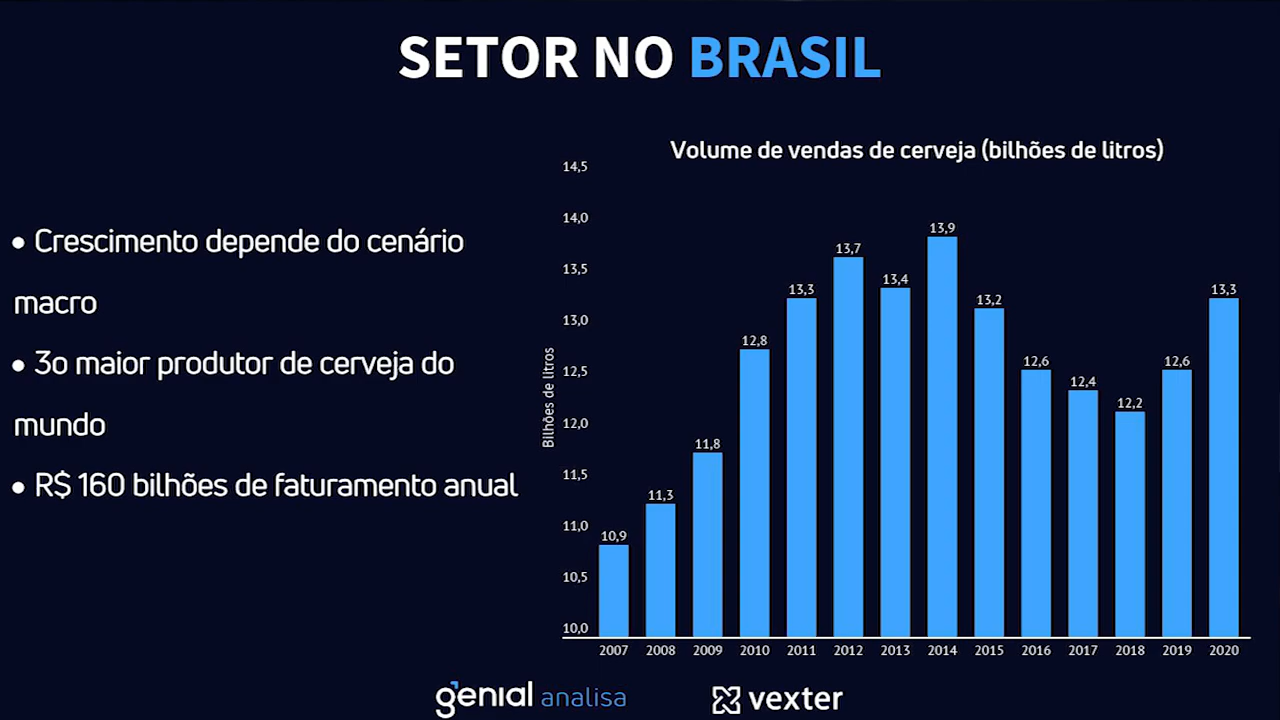 SETOR NO BRASIL
Volume de vendas de cerveja (bilhões de litros)
• Crescimento depende do cenário
macro
• 3o maior produtor de cerveja do
mundo
• R$ 160 bilhões de faturamento anual
Bilhões de litros
14,5
14,0
13,5
13,0
12,5
12,0
11,5
11,0
10,5
10,0
10,9
11,3
11,8
12,8
13,3
13,7
13,4
13,9
13,2
12,6
12,4
12,2
12,6
13,3
2007 2008 2009 2010 2011 2012 2013 2014 2015 2016 2017 2018 2019 2020
genial analisa
vexter